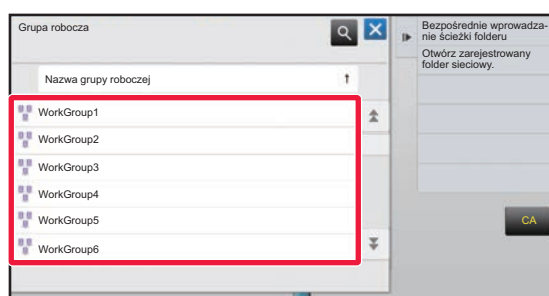 Grupa robocza
Nazwa grupy roboczej
WorkGroup1
WorkGroup2
WorkGroup3
WorkGroup4
WorkGroup5
WorkGroup6
Bezpośrednie wprowadza-
nie ścieżki folderu
Otwórz zarejestrowany
folder sieciowy.
CA